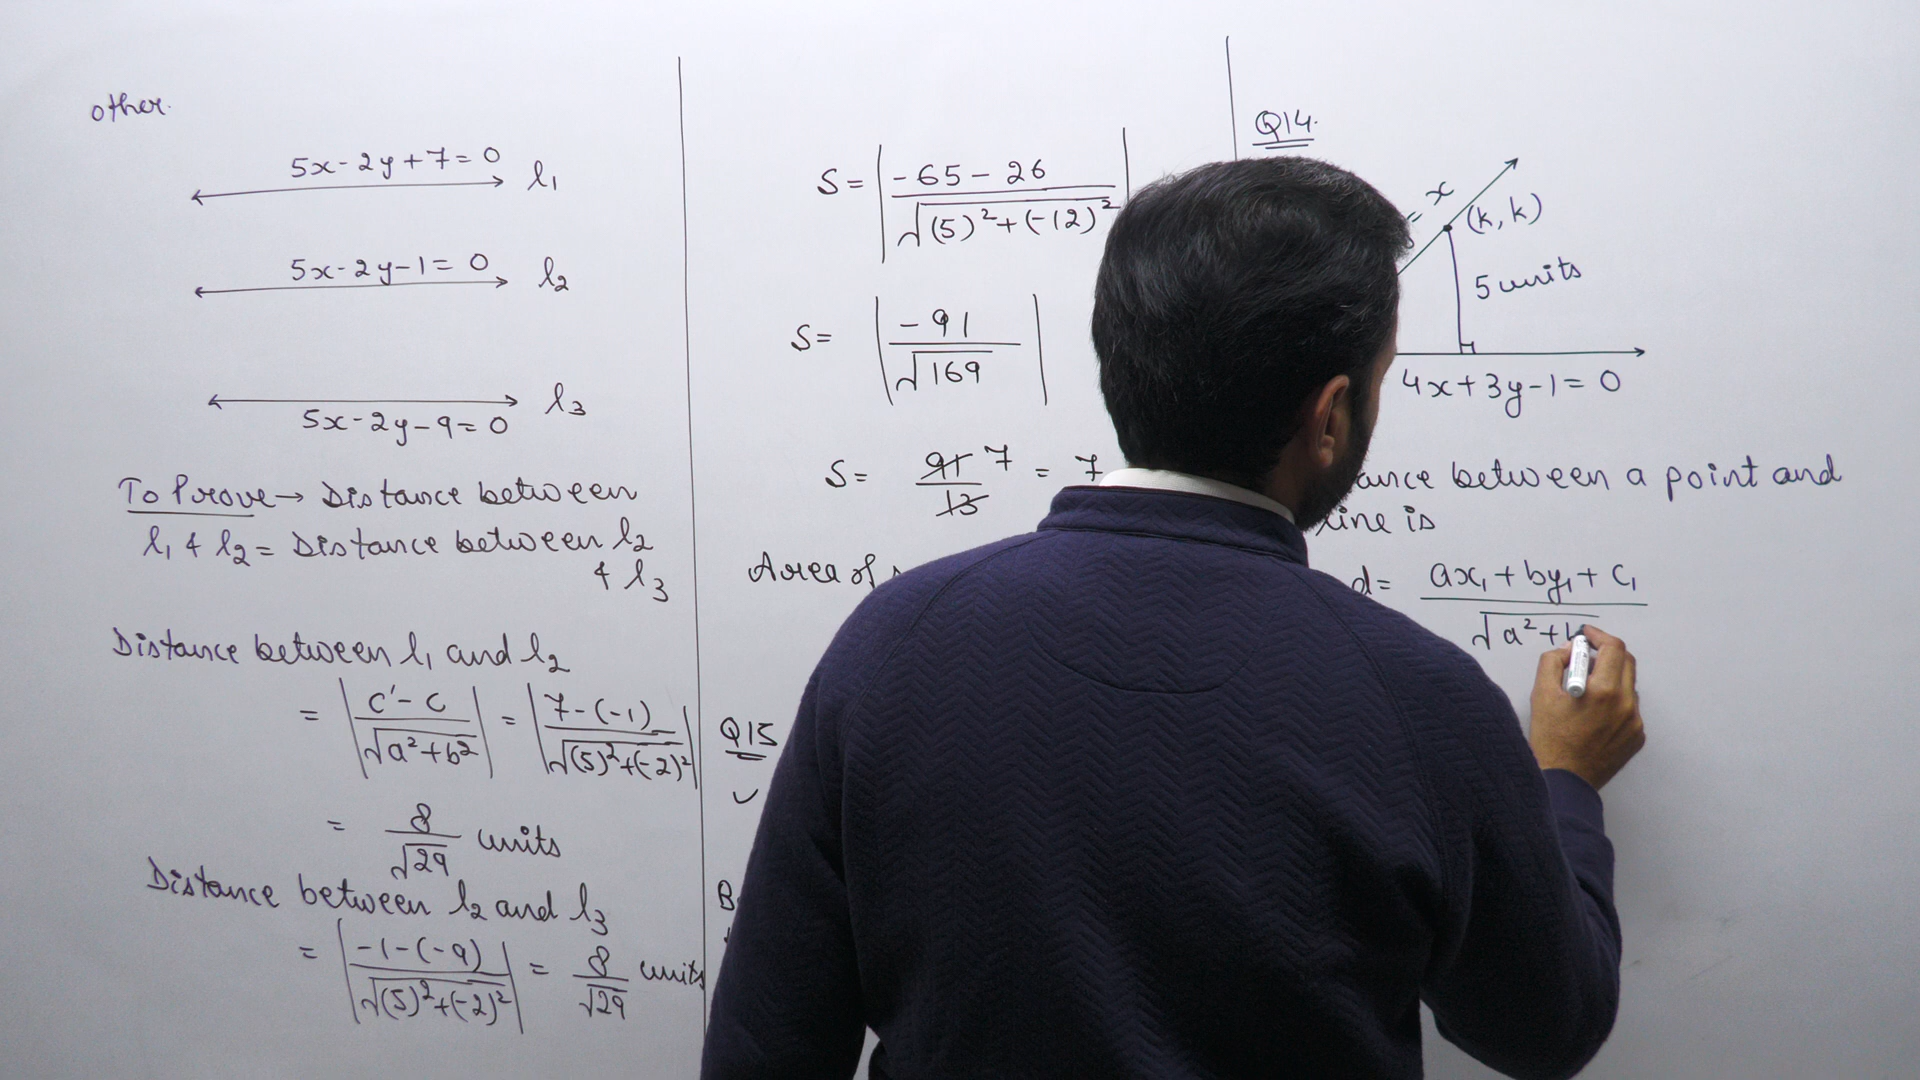 other.
5x-2y+7=0 l₁
5x-2y-1=0 l₂
l₃
5x-2y-9=0
To Prove → Distance between
l₁ & l₂ = Distance between l₂
& l₃
Distance between l₁ and l₂
= |c'-c / √a²+b²| = |7-(-1) / √(5)²+(-2)²|
= 8/√29 units
Distance between l₂ and l₃
= |-1-(-9) / √(5)²+(-2)²| = 8/√29 units
S = |-65-26 / √(5)²+(-12)²|
S = |-91 / √169|
S = 91/13 7 = 7
Area of
Q15
✓
Q14.
= x
(k, k)
5 units
4x+3y-1=0
between a point and
is
d = ax₁+by₁+c₁ / √a²+